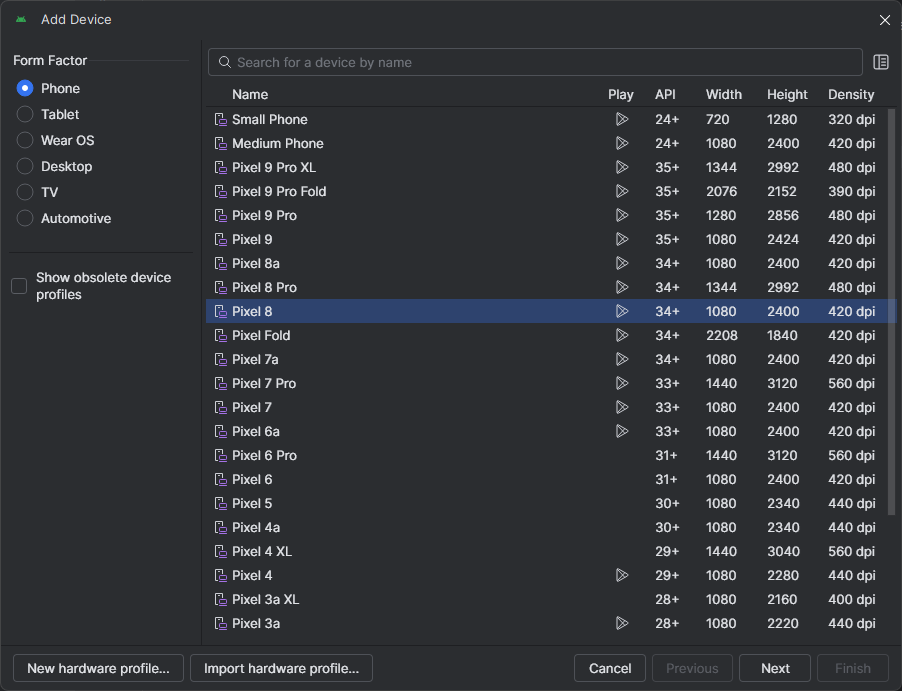 Add Device
Form Factor
Phone
Tablet
Wear OS
Desktop
TV
Automotive
Show obsolete device
profiles
Search for a device by name
Name Play API Width Height Density
Small Phone 24+ 720 1280 320 dpi
Medium Phone 24+ 1080 2400 420 dpi
Pixel 9 Pro XL 35+ 1344 2992 480 dpi
Pixel 9 Pro Fold 35+ 2076 2152 390 dpi
Pixel 9 Pro 35+ 1280 2856 480 dpi
Pixel 9 35+ 1080 2424 420 dpi
Pixel 8a 34+ 1080 2400 420 dpi
Pixel 8 Pro 34+ 1344 2992 480 dpi
Pixel 8 34+ 1080 2400 420 dpi
Pixel Fold 34+ 2208 1840 420 dpi
Pixel 7a 34+ 1080 2400 420 dpi
Pixel 7 Pro 33+ 1440 3120 560 dpi
Pixel 7 33+ 1080 2400 420 dpi
Pixel 6a 33+ 1080 2400 420 dpi
Pixel 6 Pro 31+ 1440 3120 560 dpi
Pixel 6 31+ 1080 2400 420 dpi
Pixel 5 30+ 1080 2340 440 dpi
Pixel 4a 30+ 1080 2340 440 dpi
Pixel 4 XL 29+ 1440 3040 560 dpi
Pixel 4 29+ 1080 2280 440 dpi
Pixel 3a XL 28+ 1080 2160 400 dpi
Pixel 3a 28+ 1080 2220 440 dpi
New hardware profile... Import hardware profile... Cancel Previous Next Finish